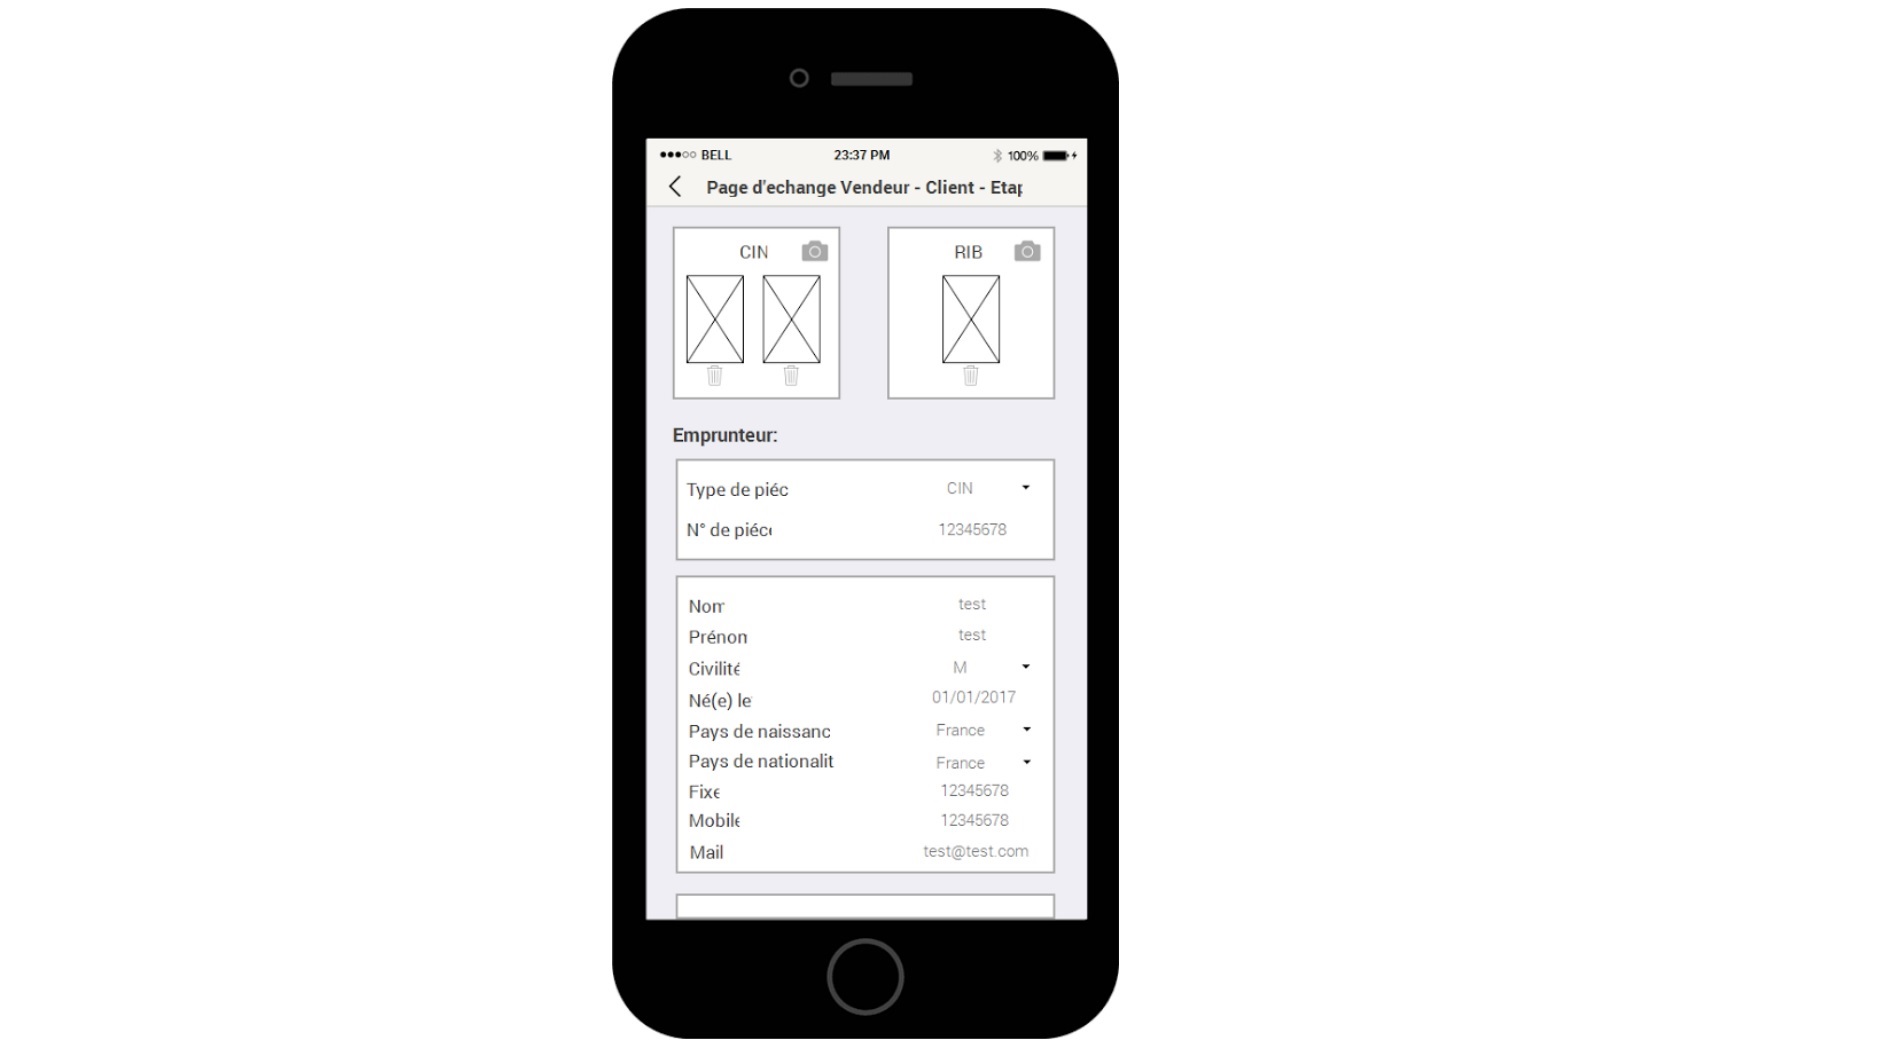 BELL 23:37 PM 100%
Page d'echange Vendeur - Client - Etap
CIN
RIB
Emprunteur:
Type de piéc CIN
N° de piéce 12345678
Nom test
Prénom test
Civilité M
Né(e) le 01/01/2017
Pays de naissanc France
Pays de nationalit France
Fixe 12345678
Mobile 12345678
Mail test@test.com